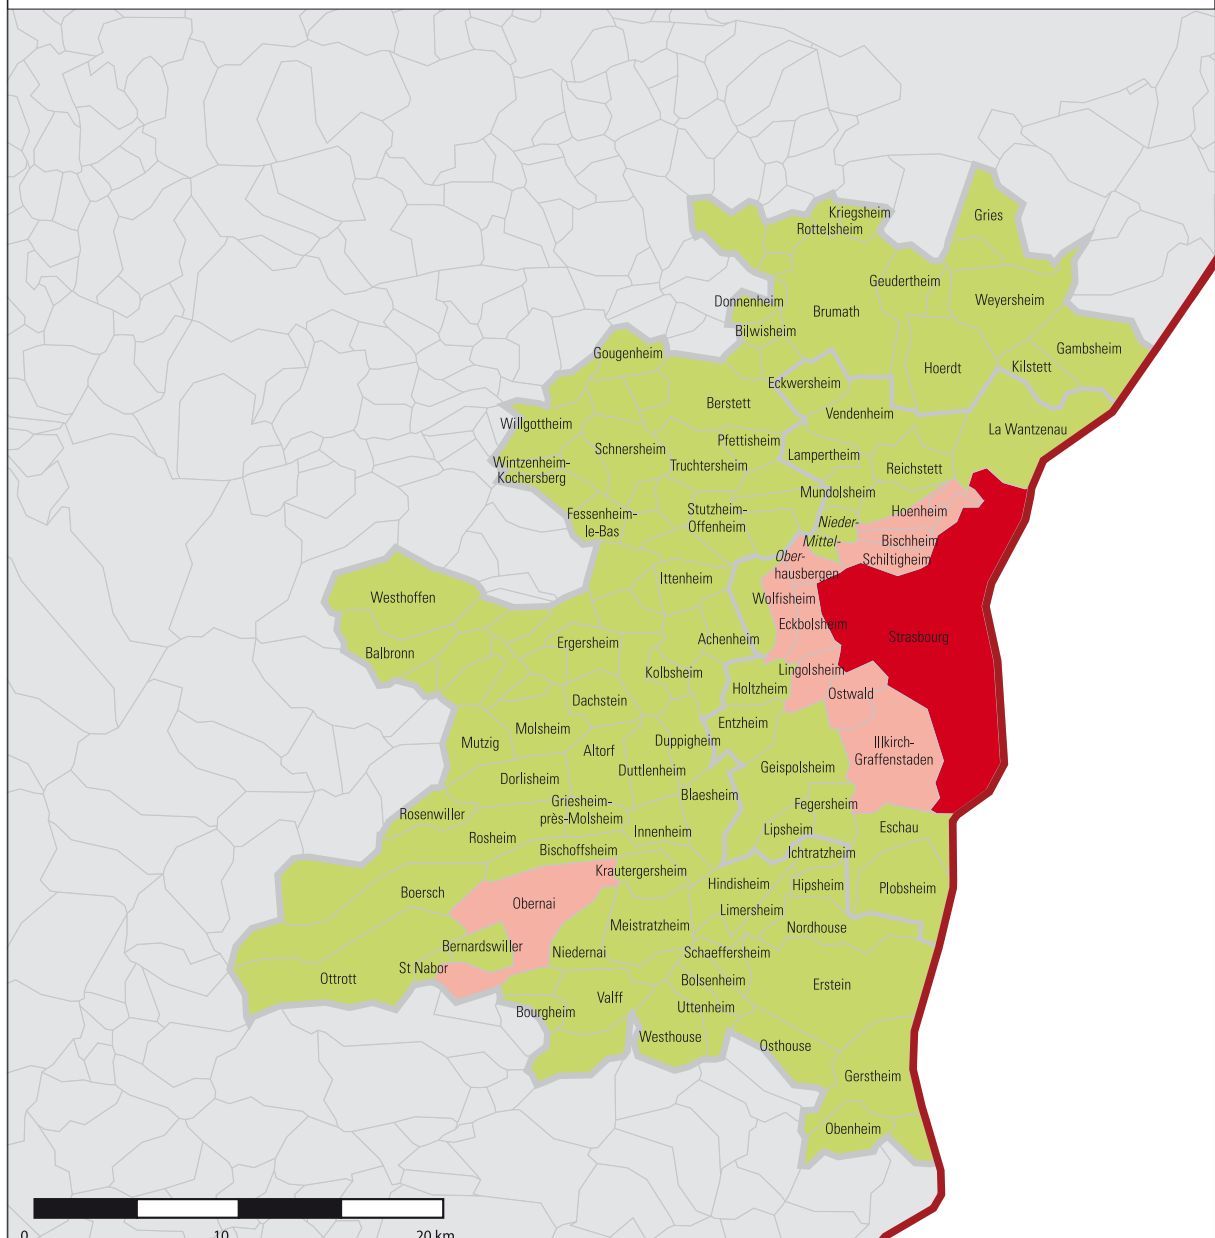 Kriegsheim
Gries
Rottelsheim
Geudertheim
Donnenheim
Weyersheim
Brumath
Bilwisheim
Gambsheim
Gougenheim
Kilstett
Hoerdt
Eckwersheim
Berstett
Vendenheim
Willgottheim
La Wantzenau
Pfettisheim
Schnersheim
Lampertheim
Wintzenheim-
Kochersberg
Truchtersheim
Reichstett
Mundolsheim
Stutzheim-
Offenheim
Hoenheim
Fessenheim-
le-Bas
Nieder-
Mittel-
Bischheim
Ober-
hausbergen
Schiltigheim
Ittenheim
Westhoffen
Wolfisheim
Eckbolsheim
Strasbourg
Achenheim
Ergersheim
Balbronn
Kolbsheim
Lingolsheim
Holtzheim
Ostwald
Dachstein
Entzheim
Molsheim
Mutzig
Altorf
Duppigheim
Illkirch-
Graffenstaden
Geispolsheim
Duttlenheim
Dorlisheim
Blaesheim
Fegersheim
Griesheim-
près-Molsheim
Rosenwiller
Lipsheim
Eschau
Innenheim
Rosheim
Bischoffsheim
Ichtratzheim
Krautergersheim
Hindisheim
Hipsheim
Plobsheim
Boersch
Obernai
Limersheim
Meistratzheim
Nordhouse
Bernardswiller
Niedernai
Schaeffersheim
St Nabor
Ottrott
Bolsenheim
Erstein
Valff
Uttenheim
Bourgheim
Westhouse
Osthouse
Gerstheim
Obenheim
0 10 20 km